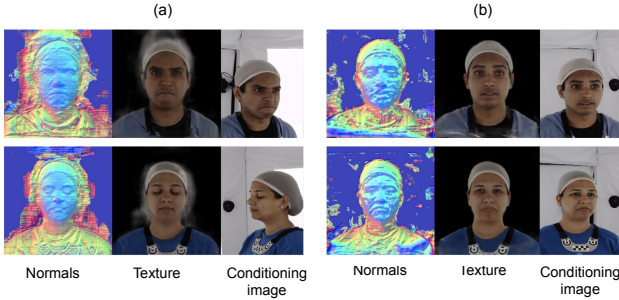 (a)
(b)
Normals
Texture
Conditioning
image
Normals
Texture
Conditioning
image